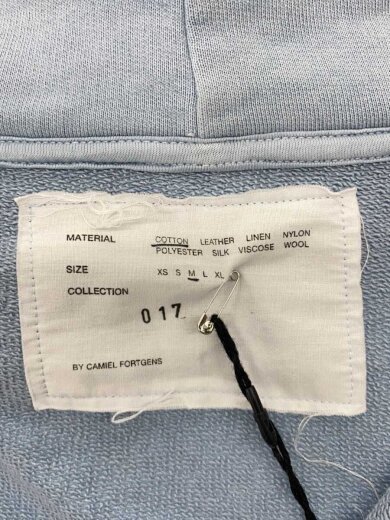 MATERIAL COTTON LEATHER LINEN NYLON
POLYESTER SILK VISCOSE WOOL
SIZE XS S M L XL
COLLECTION
017
BY CAMIEL FORTGENS